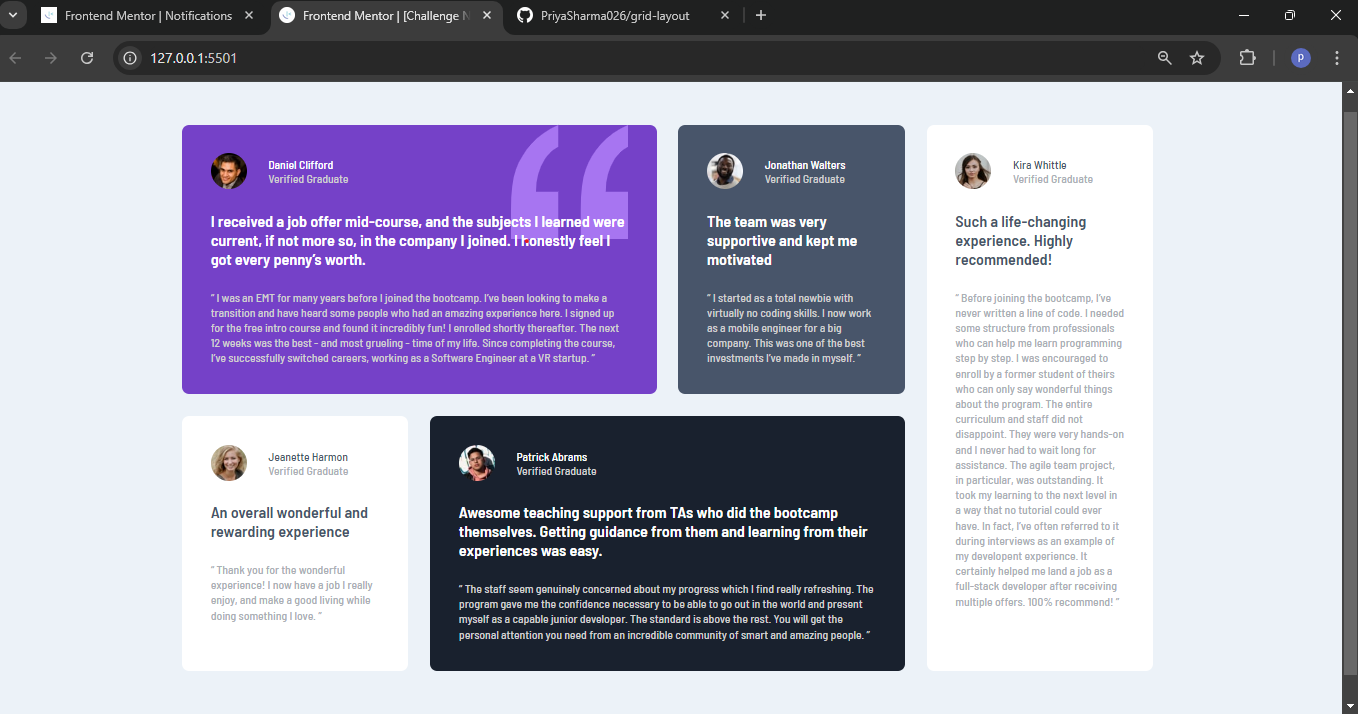 Frontend Mentor | Notifications
Frontend Mentor | [Challenge N
PriyaSharma026/grid-layout
127.0.0.1:5501
P
Daniel Clifford
Verified Graduate
I received a job offer mid-course, and the subjects I learned were
current, if not more so, in the company I joined. I honestly feel I
got every penny’s worth.
“ I was an EMT for many years before I joined the bootcamp. I’ve been looking to make a
transition and have heard some people who had an amazing experience here. I signed up
for the free intro course and found it incredibly fun! I enrolled shortly thereafter. The next
12 weeks was the best - and most grueling - time of my life. Since completing the course,
I’ve successfully switched careers, working as a Software Engineer at a VR startup. ”
Jonathan Walters
Verified Graduate
The team was very
supportive and kept me
motivated
“ I started as a total newbie with
virtually no coding skills. I now work
as a mobile engineer for a big
company. This was one of the best
investments I’ve made in myself. ”
Kira Whittle
Verified Graduate
Such a life-changing
experience. Highly
recommended!
“ Before joining the bootcamp, I’ve
never written a line of code. I needed
some structure from professionals
who can help me learn programming
step by step. I was encouraged to
enroll by a former student of theirs
who can only say wonderful things
about the program. The entire
curriculum and staff did not
disappoint. They were very hands-on
and I never had to wait long for
assistance. The agile team project,
in particular, was outstanding. It
took my learning to the next level in
a way that no tutorial could ever
have. In fact, I’ve often referred to it
during interviews as an example of
my developent experience. It
certainly helped me land a job as a
full-stack developer after receiving
multiple offers. 100% recommend! ”
Jeanette Harmon
Verified Graduate
An overall wonderful and
rewarding experience
“ Thank you for the wonderful
experience! I now have a job I really
enjoy, and make a good living while
doing something I love. ”
Patrick Abrams
Verified Graduate
Awesome teaching support from TAs who did the bootcamp
themselves. Getting guidance from them and learning from their
experiences was easy.
“ The staff seem genuinely concerned about my progress which I find really refreshing. The
program gave me the confidence necessary to be able to go out in the world and present
myself as a capable junior developer. The standard is above the rest. You will get the
personal attention you need from an incredible community of smart and amazing people. ”